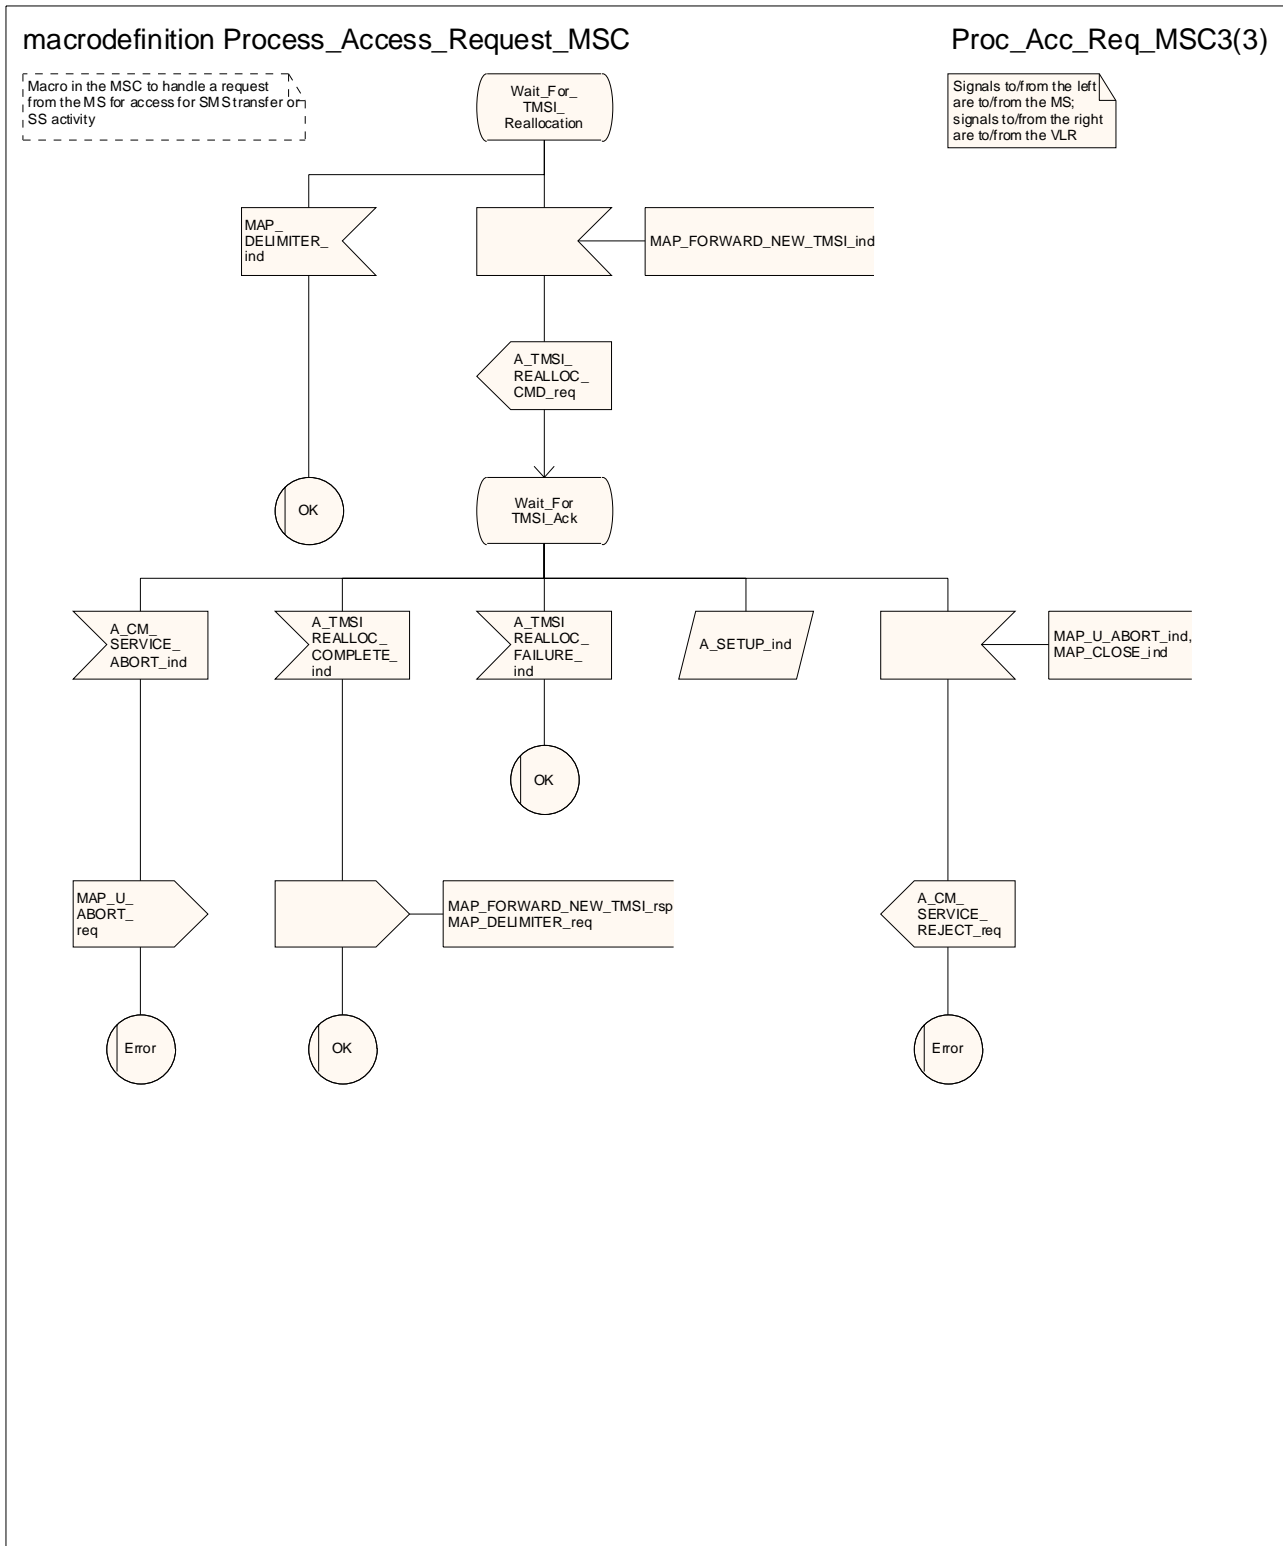 macrodefinition Process_Access_Request_MSC
Proc_Acc_Req_MSC3(3)
Macro in the MSC to handle a request
from the MS for access for SMS transfer or
SS activity
Wait_For_
TMSI_
Reallocation
Signals to/from the left
are to/from the MS;
signals to/from the right
are to/from the VLR
MAP_
DELIMITER_
ind
MAP_FORWARD_NEW_TMSI_ind
A_TMSI_
REALLOC_
CMD_req
OK
Wait_For
TMSI_Ack
A_CM_
SERVICE_
ABORT_ind
A_TMSI
REALLOC_
COMPLETE_
ind
A_TMSI
REALLOC_
FAILURE_
ind
A_SETUP_ind
MAP_U_ABORT_ind,
MAP_CLOSE_ind
OK
MAP_U_
ABORT_
req
MAP_FORWARD_NEW_TMSI_rsp
MAP_DELIMITER_req
A_CM_
SERVICE_
REJECT_req
Error
OK
Error